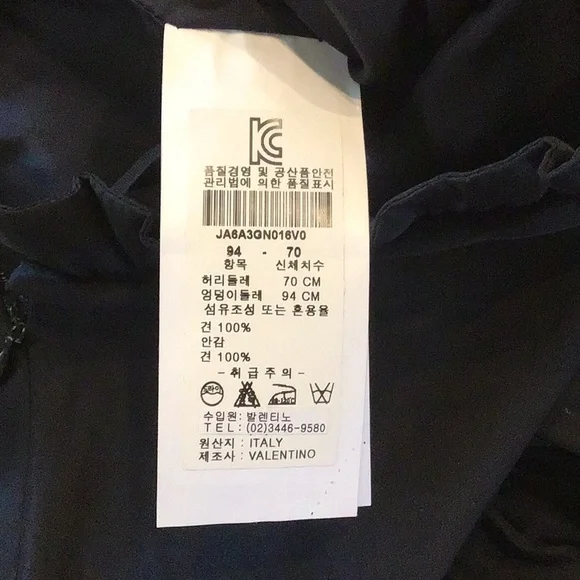 KC
품질경영 및 공산품안전
관리법에 의한 품질표시
JA6A3GN016V0
94 - 70
항목 신체치수
허리둘레 70 CM
엉덩이둘레 94 CM
섬유조성 또는 혼용율
견 100%
안감
견 100%
- 취급주의 -
드라이
수입원: 발렌티노
TEL: (02)3446-9580
원산지 : ITALY
제조사 : VALENTINO